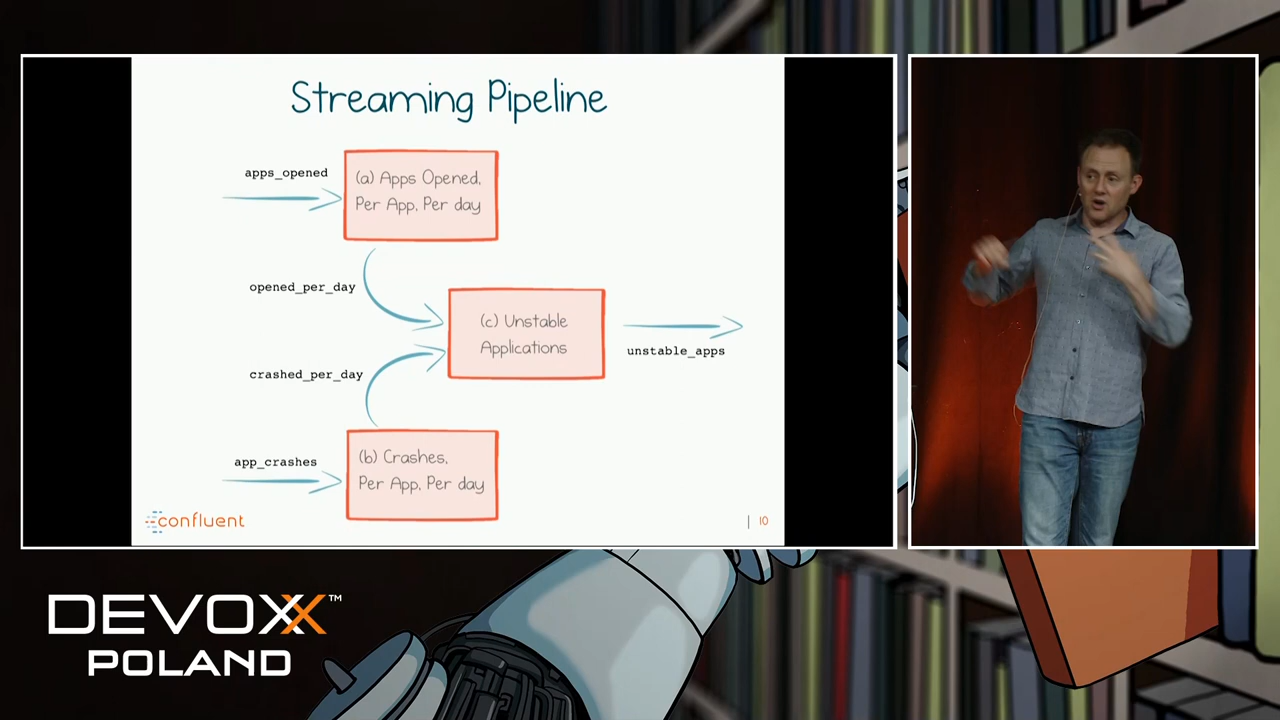 Streaming Pipeline
apps_opened
(a) Apps Opened,
Per App, Per day
opened_per_day
(c) Unstable
Applications
unstable_apps
crashed_per_day
app_crashes
(b) Crashes,
Per App, Per day
confluent
| 10
DEVOXX™
POLAND